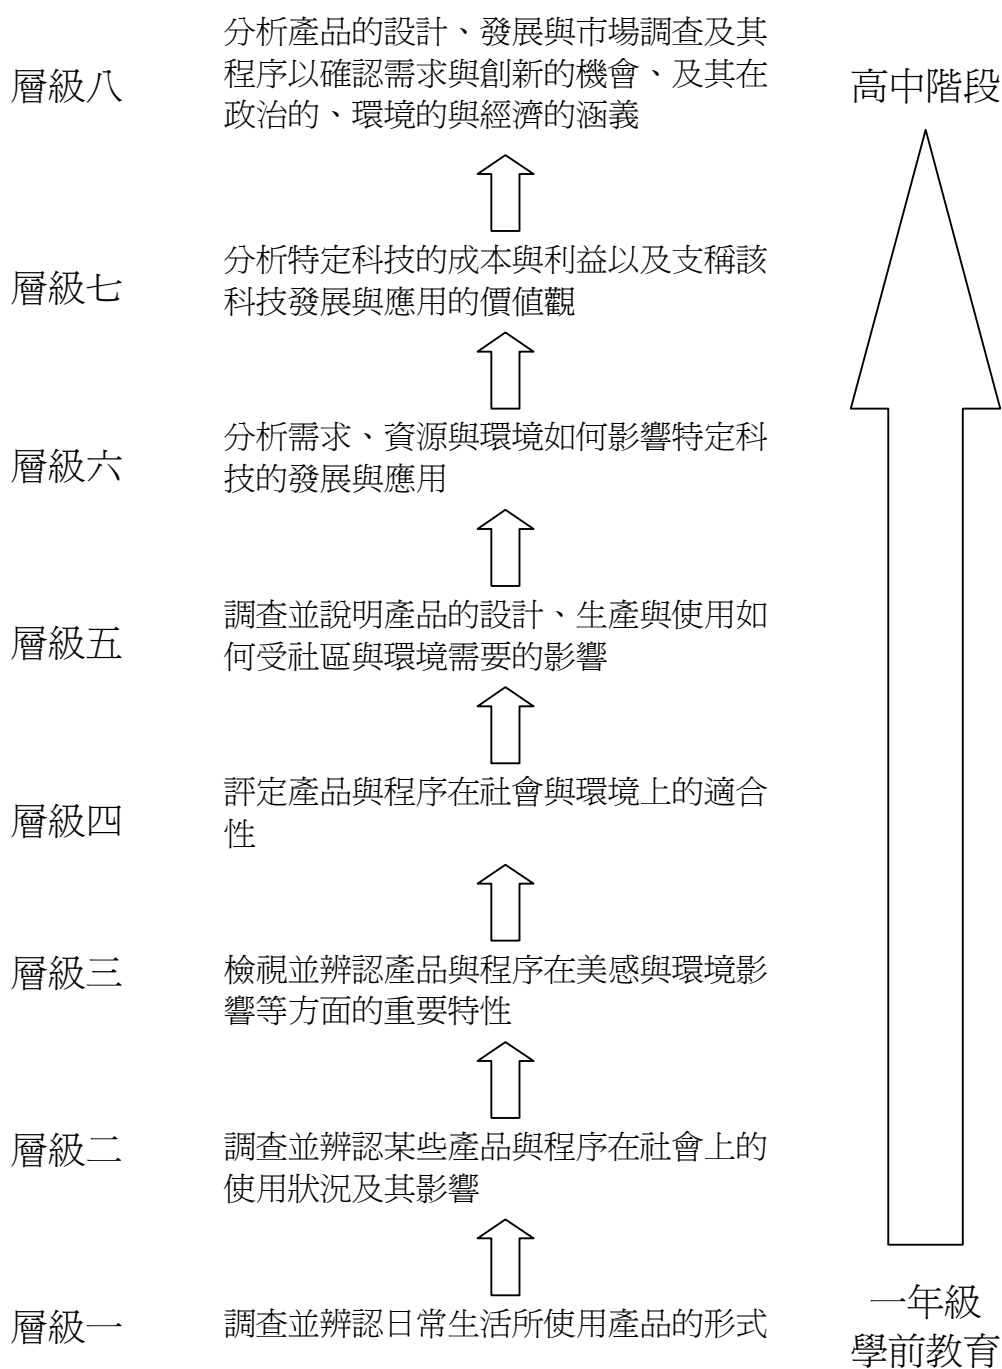 分析產品的設計、發展與市場調查及其
層級八
程序以確認需求與創新的機會、及其在
高中階段
政治的、環境的與經濟的涵義
分析特定科技的成本與利益以及支稱該
層級七
科技發展與應用的價值觀
分析需求、資源與環境如何影響特定科
層級六
技的發展與應用
調查並說明產品的設計、生產與使用如
層級五
何受社區與環境需要的影響
評定產品與程序在社會與環境上的適合
層級四
性
層級三
檢視並辨認產品與程序在美感與環境影
響等方面的重要特性
層級二
調查並辨認某些產品與程序在社會上的
使用狀況及其影響
層級一
調查並辨認日常生活所使用產品的形式
一年級
學前教育